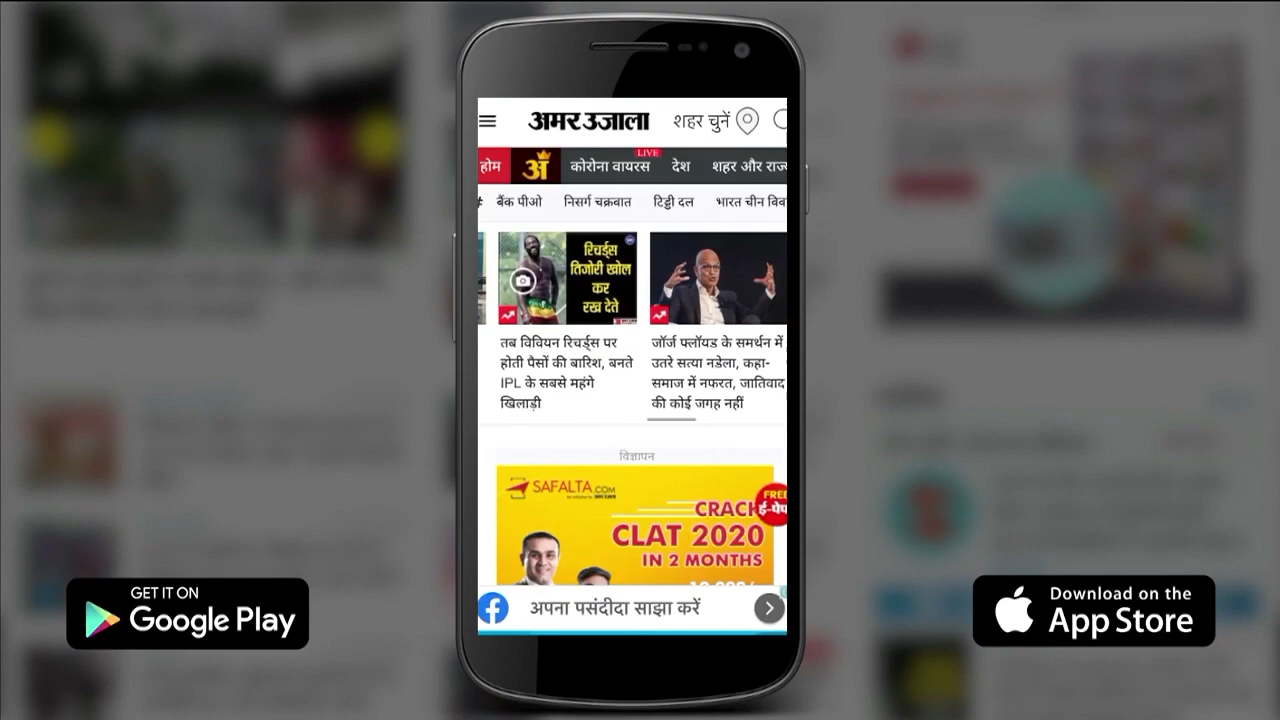 अमर उजाला
शहर चुनें
होम
अं
कोरोना वायरस
LIVE
देश
शहर और राज्य
# बैंक पीओ
निसर्ग चक्रवात
टिड्डी दल
भारत चीन विवा
रिचर्ड्स
तिजोरी खोल
कर
रख देते
तब विवियन रिचर्ड्स पर
होती पैसों की बारिश, बनते
IPL के सबसे महंगे
खिलाड़ी
जॉर्ज फ्लॉयड के समर्थन में
उतरे सत्या नडेला, कहा-
समाज में नफरत, जातिवाद
की कोई जगह नहीं
विज्ञापन
SAFALTA.COM
CRACK
CLAT 2020
IN 2 MONTHS
FREE
ई-पेप
अपना पसंदीदा साझा करें
GET IT ON
Google Play
Download on the
App Store